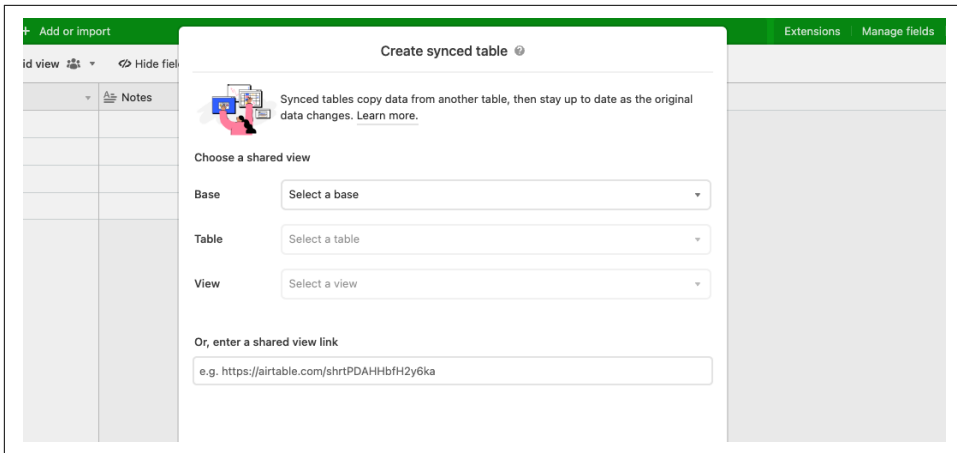 + Add or import
Extensions
Manage fields
Create synced table
id view
Hide fiel
Notes
Synced tables copy data from another table, then stay up to date as the original
data changes. Learn more.
Choose a shared view
Base
Select a base
Table
Select a table
View
Select a view
Or, enter a shared view link
e.g. https://airtable.com/shrtPDAHHbfH2y6ka